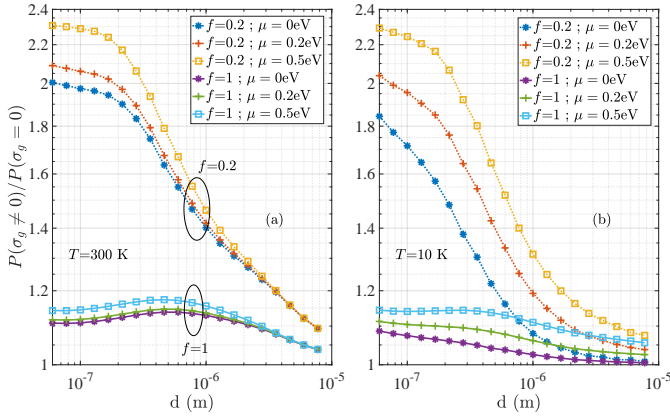 P(σ_g ≠ 0)/P(σ_g = 0)
2.4
2.2
2
1.8
1.6
1.4
1.2
1
f=0.2 ; μ = 0eV
f=0.2 ; μ = 0.2eV
f=0.2 ; μ = 0.5eV
f=1 ; μ = 0eV
f=1 ; μ = 0.2eV
f=1 ; μ = 0.5eV
f=0.2
(a)
T=300 K
f=1
10^-7
10^-6
10^-5
d (m)
2.4
2.2
2
1.8
1.6
1.4
1.2
1
f=0.2 ; μ = 0eV
f=0.2 ; μ = 0.2eV
f=0.2 ; μ = 0.5eV
f=1 ; μ = 0eV
f=1 ; μ = 0.2eV
f=1 ; μ = 0.5eV
(b)
T=10 K
10^-7
10^-6
10^-5
d (m)